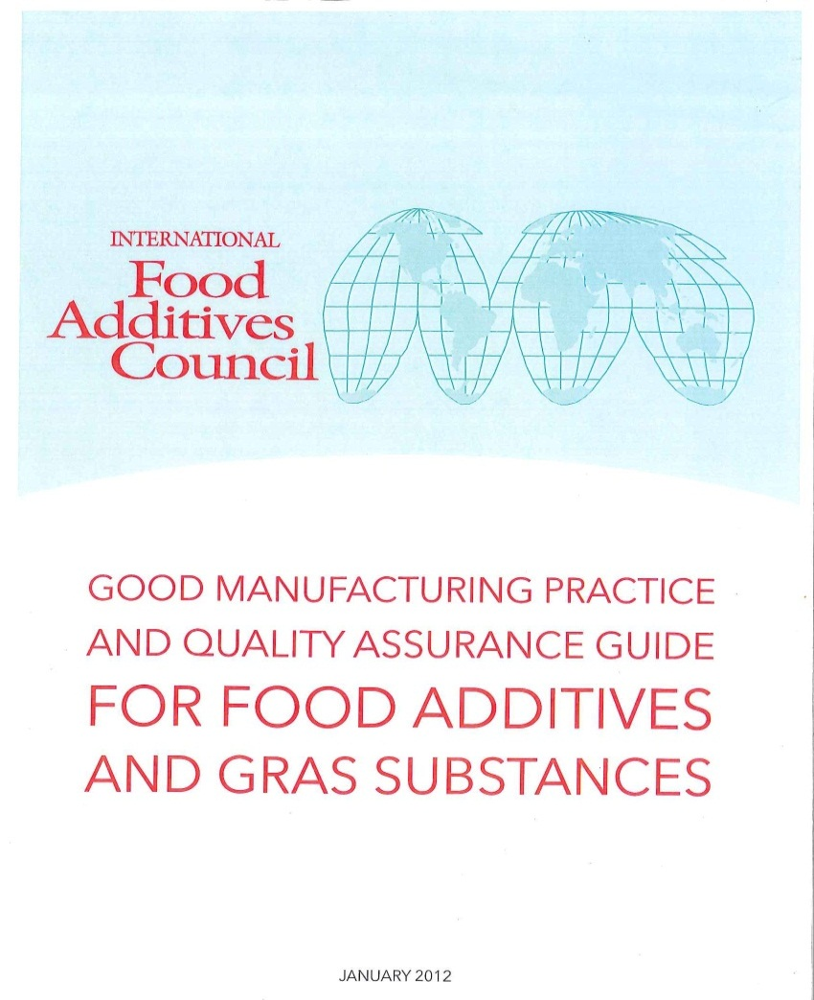 INTERNATIONAL
Food
Additives
Council
GOOD MANUFACTURING PRACTICE
AND QUALITY ASSURANCE GUIDE
FOR FOOD ADDITIVES
AND GRAS SUBSTANCES
JANUARY 2012